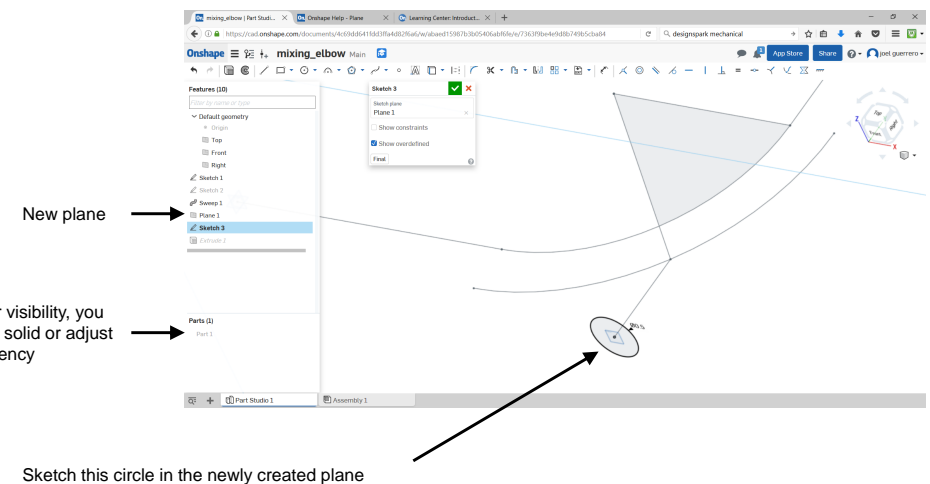 mixing_elbow | Part Studi... × Onshape Help - Plane × Learning Center: Introduct... × +
https://cad.onshape.com/documents/4c69dd641fdd3ffa4d82f6a6/w/abaed15987b3b05406abf6fe/e/7363f9be4e9d8b749b5cba84
designspark mechanical
Onshape mixing_elbow Main
App Store Share joel guerrero
Features (10)
Filter by name or type
Default geometry
Origin
Top
Front
Right
Sketch 1
Sketch 2
Sweep 1
Plane 1
Sketch 3
Extrude 1
Sketch 3
Sketch plane
Plane 1
Show constraints
Show overdefined
Final
Top
Front
Right
Z
X
New plane
r visibility, you
solid or adjust
ency
Parts (1)
Part 1
Part Studio 1
Assembly 1
Sketch this circle in the newly created plane